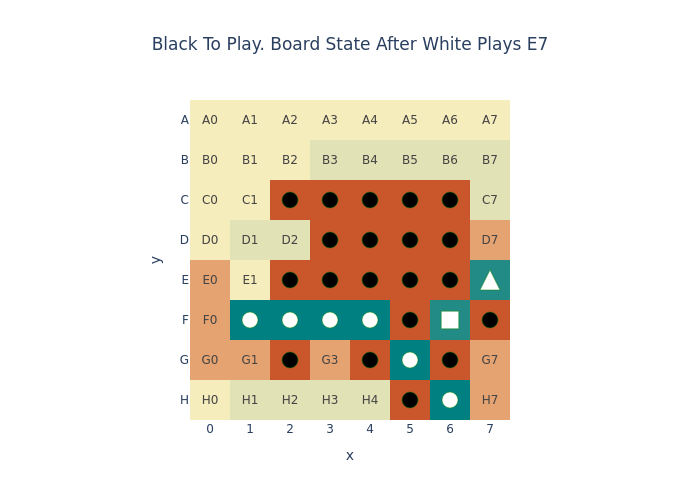 Black To Play. Board State After White Plays E7
A A0 A1 A2 A3 A4 A5 A6 A7
B B0 B1 B2 B3 B4 B5 B6 B7
C C0 C1 C7
D D0 D1 D2 D7
E E0 E1
F F0
G G0 G1 G3 G7
H H0 H1 H2 H3 H4 H7
0 1 2 3 4 5 6 7
x
y